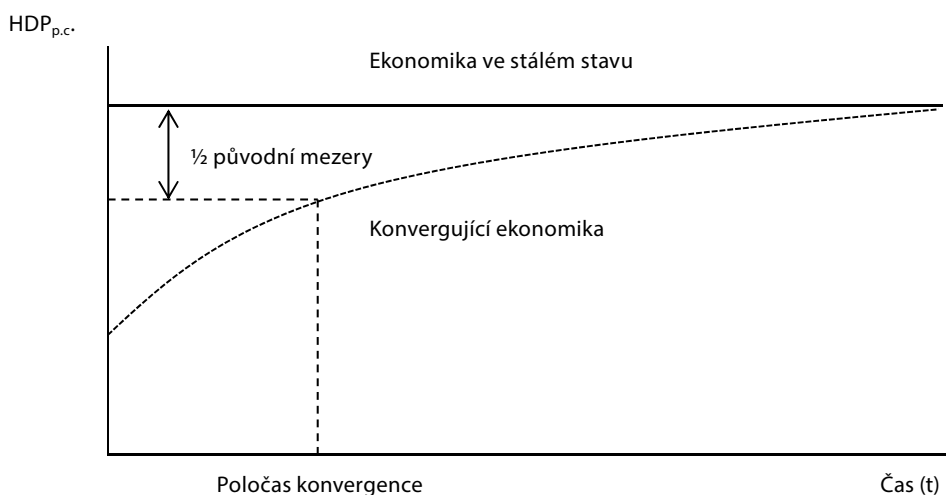 HDPp.c.
Ekonomika ve stálém stavu
½ původní mezery
Konvergující ekonomika
Poločas konvergence
Čas (t)